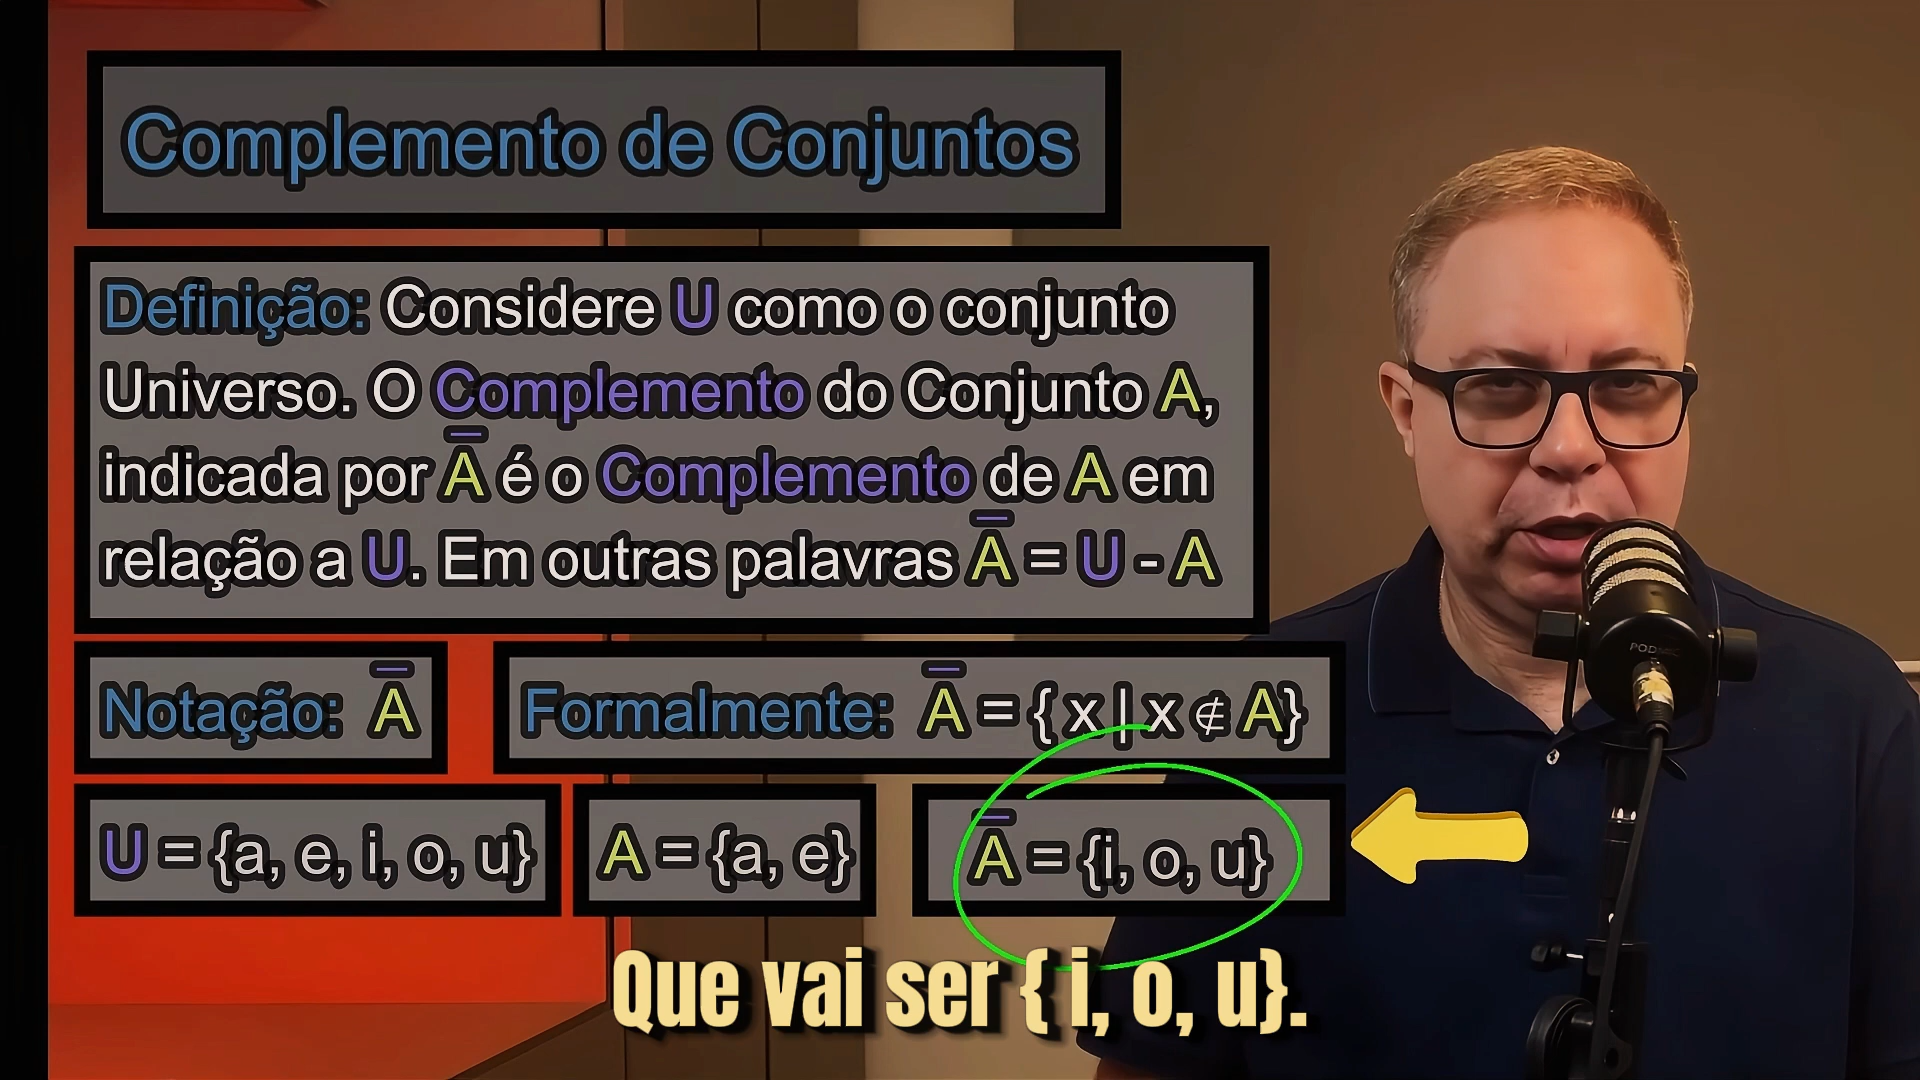 Complemento de Conjuntos
Definição: Considere U como o conjunto
Universo. O Complemento do Conjunto A,
indicada por A̅ é o Complemento de A em
relação a U. Em outras palavras A̅ = U - A
Notação: A̅
Formalmente: A̅ = { x | x ∉ A}
U = {a, e, i, o, u}
A = {a, e}
A̅ = {i, o, u}
Que vai ser { i, o, u}.